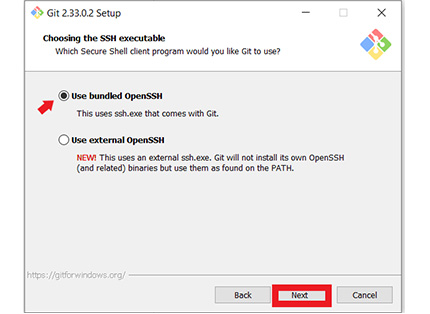 Git 2.33.0.2 Setup
Choosing the SSH executable
Which Secure Shell client program would you like Git to use?
Use bundled OpenSSH
This uses ssh.exe that comes with Git.
Use external OpenSSH
NEW! This uses an external ssh.exe. Git will not install its own OpenSSH
(and related) binaries but use them as found on the PATH.
https://gitforwindows.org/
Back
Next
Cancel